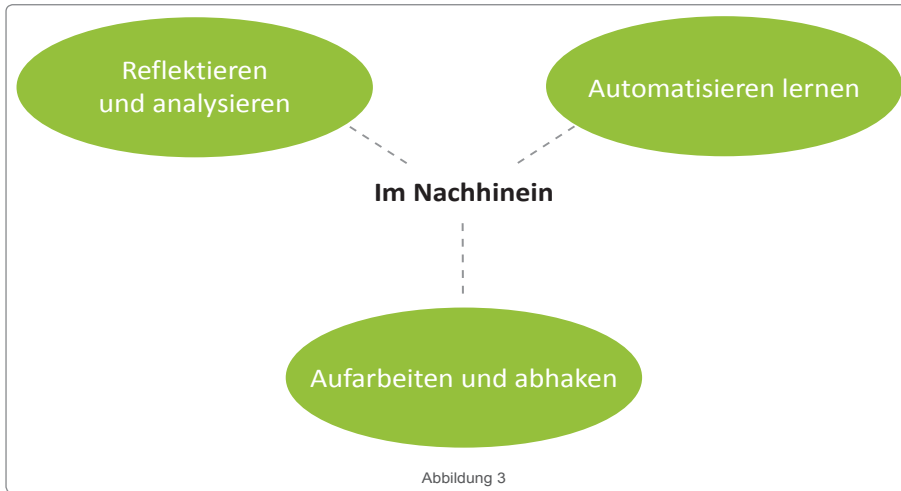 Reflektieren
und analysieren
Automatisieren lernen
Im Nachhinein
Aufarbeiten und abhaken
Abbildung 3